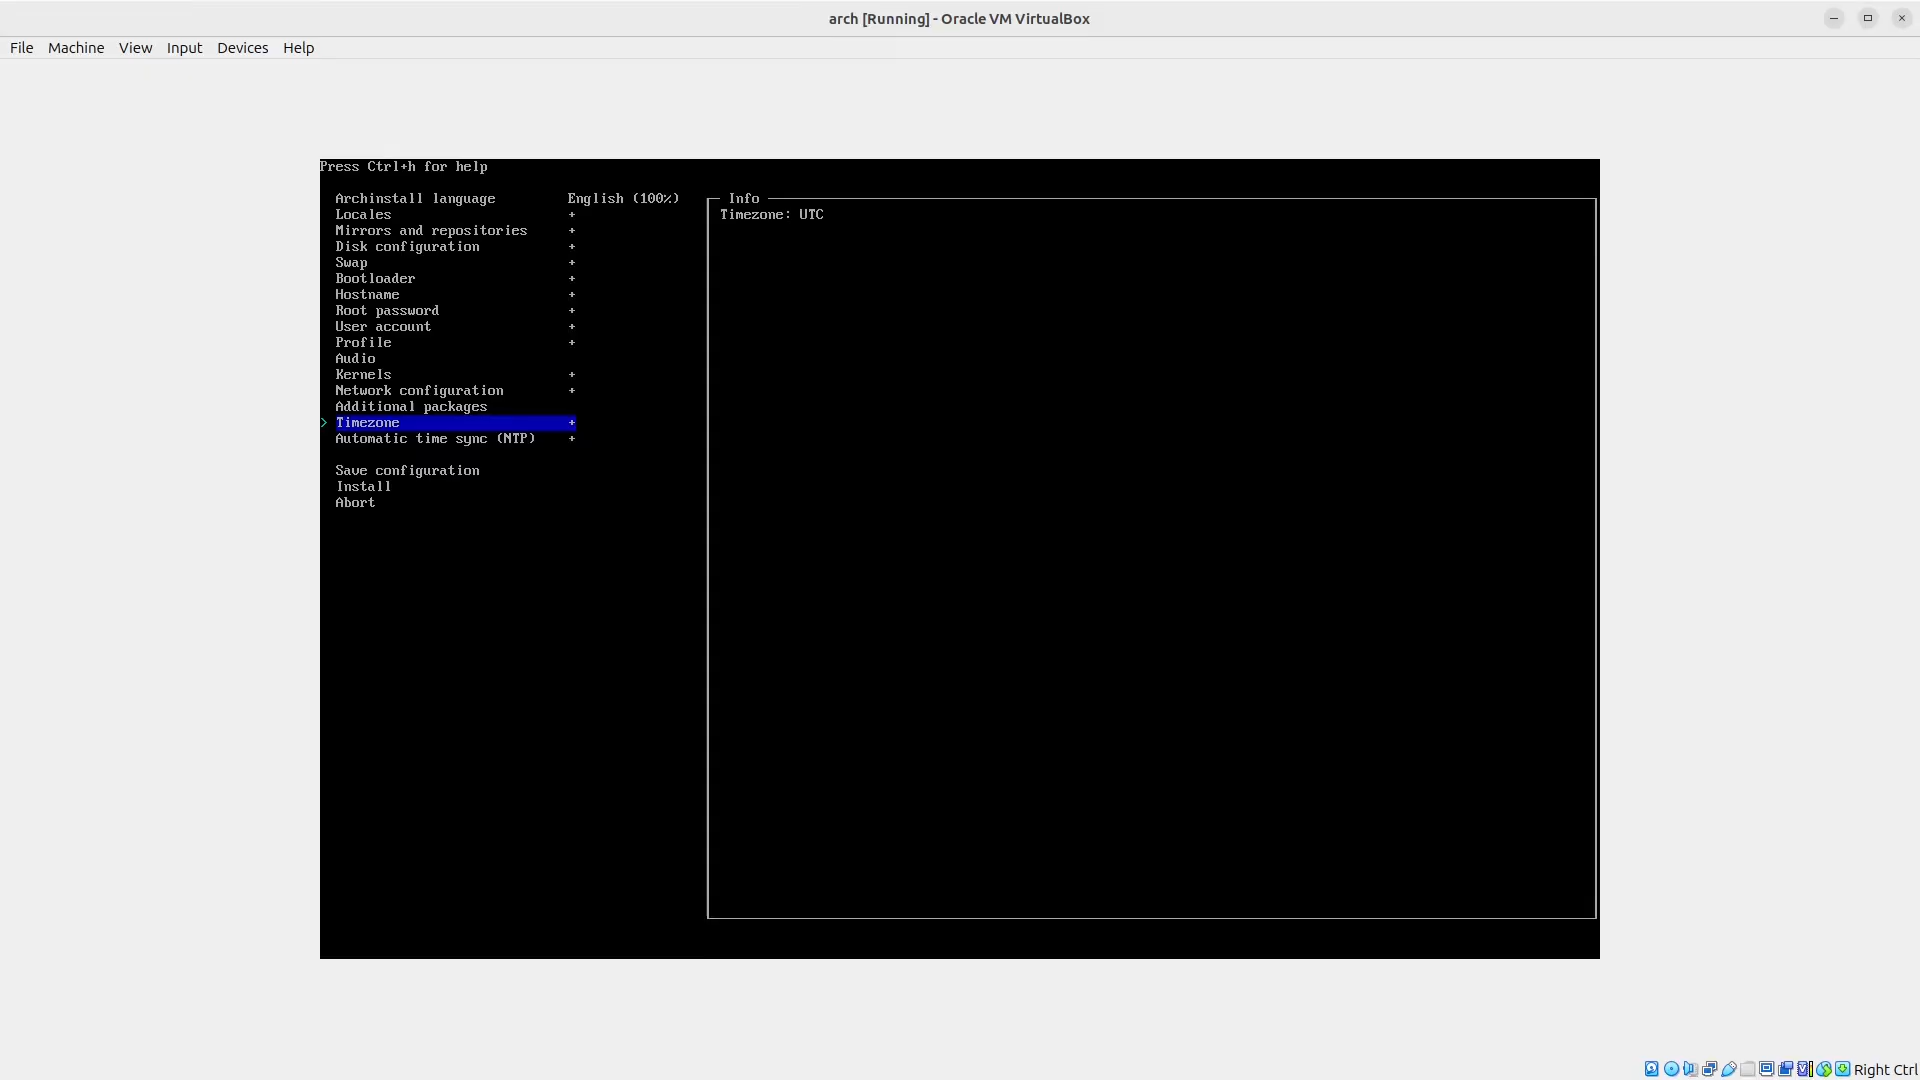 arch [Running] - Oracle VM VirtualBox
File Machine View Input Devices Help
Press Ctrl+h for help
Archinstall language English (100%)
Locales +
Mirrors and repositories +
Disk configuration +
Swap +
Bootloader +
Hostname +
Root password +
User account +
Profile +
Audio
Kernels +
Network configuration +
Additional packages
> Timezone +
Automatic time sync (NTP) +
Save configuration
Install
Abort
Info
Timezone: UTC
Right Ctrl